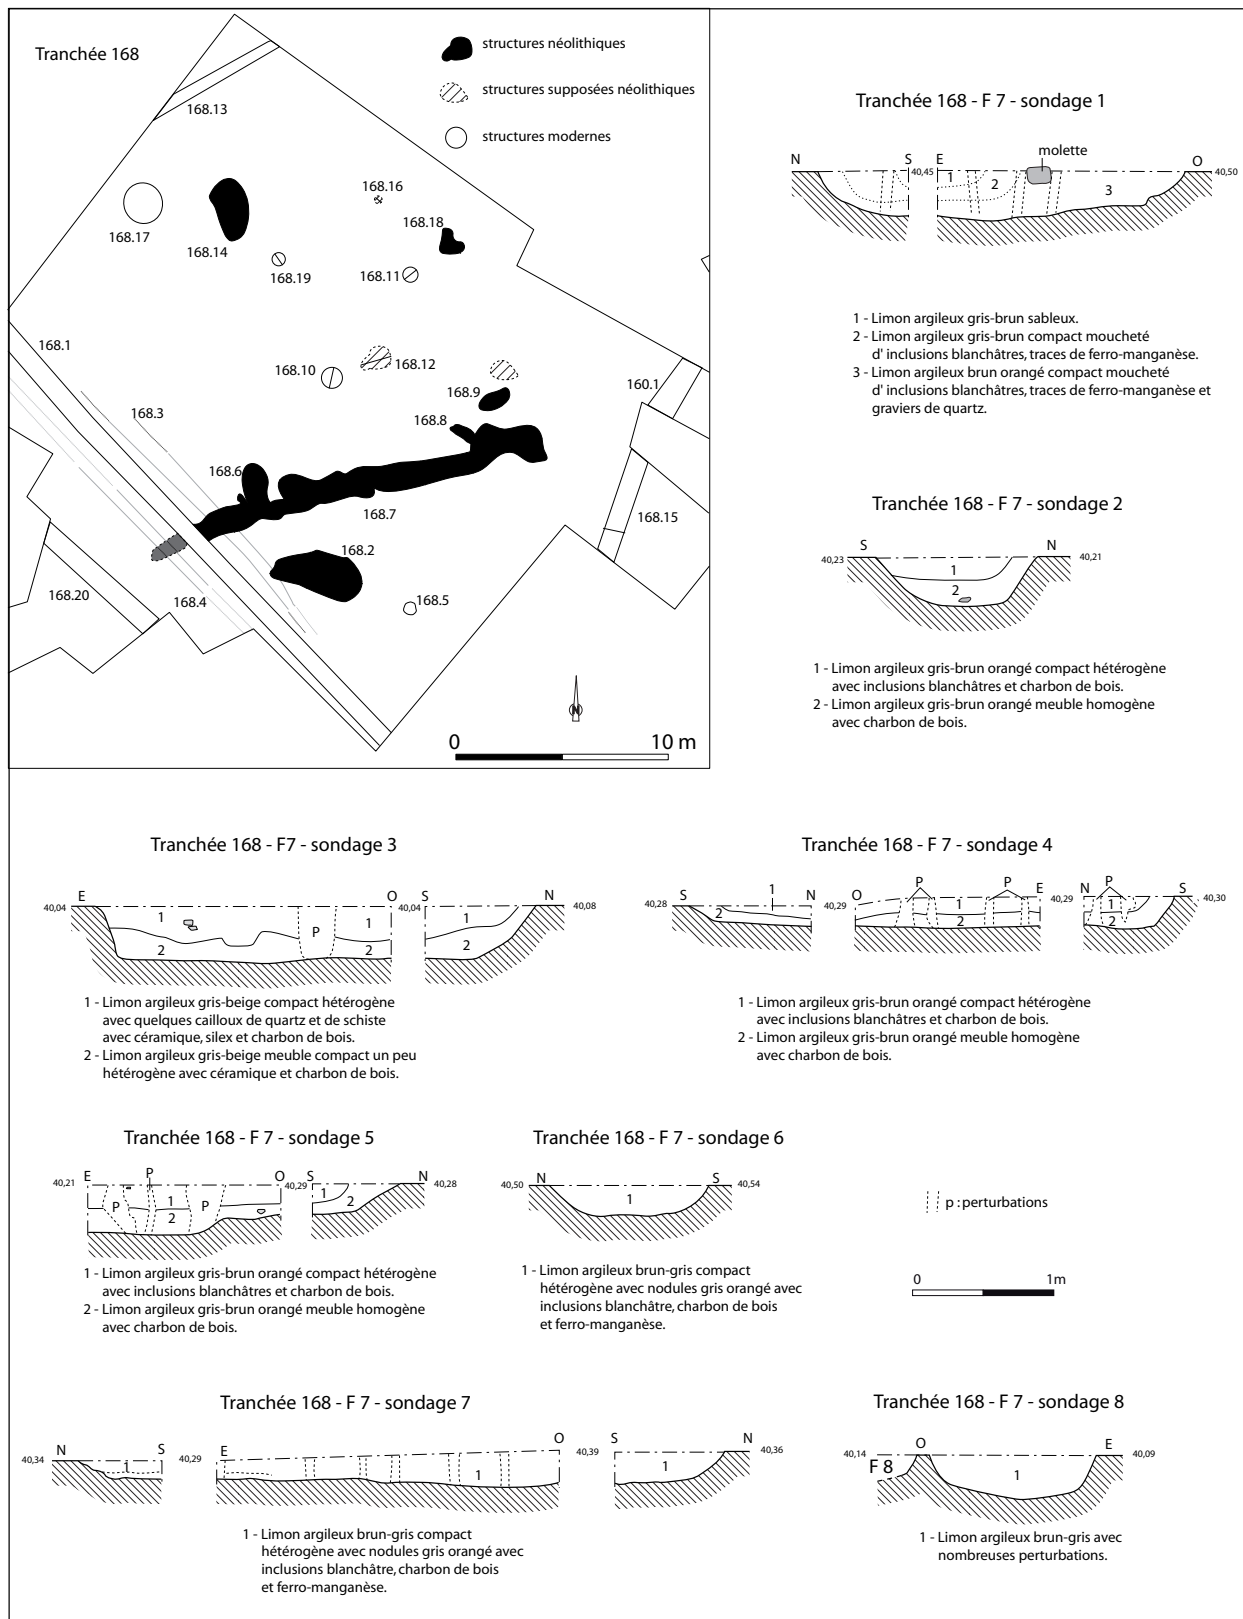 Tranchée 168
structures néolithiques
structures supposées néolithiques
structures modernes
168.13
168.17
168.14
168.16
168.18
168.19
168.11
168.1
168.10
168.12
168.3
168.9
168.8
160.1
168.6
168.7
168.15
168.2
168.20
168.4
168.5
N
0 10 m
Tranchée 168 - F 7 - sondage 1
molette
N S E O
40,45 40,50
1 2 3
1 - Limon argileux gris-brun sableux.
2 - Limon argileux gris-brun compact moucheté
d' inclusions blanchâtres, traces de ferro-manganèse.
3 - Limon argileux brun orangé compact moucheté
d' inclusions blanchâtres, traces de ferro-manganèse et
graviers de quartz.
Tranchée 168 - F 7 - sondage 2
S N
40,23 40,21
1
2
1 - Limon argileux gris-brun orangé compact hétérogène
avec inclusions blanchâtres et charbon de bois.
2 - Limon argileux gris-brun orangé meuble homogène
avec charbon de bois.
Tranchée 168 - F7 - sondage 3
E O S N
40,04 40,04 40,08
1 P 1 1
2 2 2
1 - Limon argileux gris-beige compact hétérogène
avec quelques cailloux de quartz et de schiste
avec céramique, silex et charbon de bois.
2 - Limon argileux gris-beige meuble compact un peu
hétérogène avec céramique et charbon de bois.
Tranchée 168 - F 7 - sondage 4
S 1 N O P P E N P S
40,28 40,29 40,29 40,30
2 1 2 1 2
1 - Limon argileux gris-brun orangé compact hétérogène
avec inclusions blanchâtres et charbon de bois.
2 - Limon argileux gris-brun orangé meuble homogène
avec charbon de bois.
Tranchée 168 - F 7 - sondage 5
E P O S N
40,21 40,29 40,28
P 1 P 1
2 2
1 - Limon argileux gris-brun orangé compact hétérogène
avec inclusions blanchâtres et charbon de bois.
2 - Limon argileux gris-brun orangé meuble homogène
avec charbon de bois.
Tranchée 168 - F 7 - sondage 6
N S
40,50 40,54
1
1 - Limon argileux brun-gris compact
hétérogène avec nodules gris orangé avec
inclusions blanchâtre, charbon de bois
et ferro-manganèse.
p : perturbations
0 1m
Tranchée 168 - F 7 - sondage 7
N S E O S N
40,34 40,29 40,39 40,36
1 1 1
1 - Limon argileux brun-gris compact
hétérogène avec nodules gris orangé avec
inclusions blanchâtre, charbon de bois
et ferro-manganèse.
Tranchée 168 - F 7 - sondage 8
O E
40,14 40,09
F 8 1
1 - Limon argileux brun-gris avec
nombreuses perturbations.